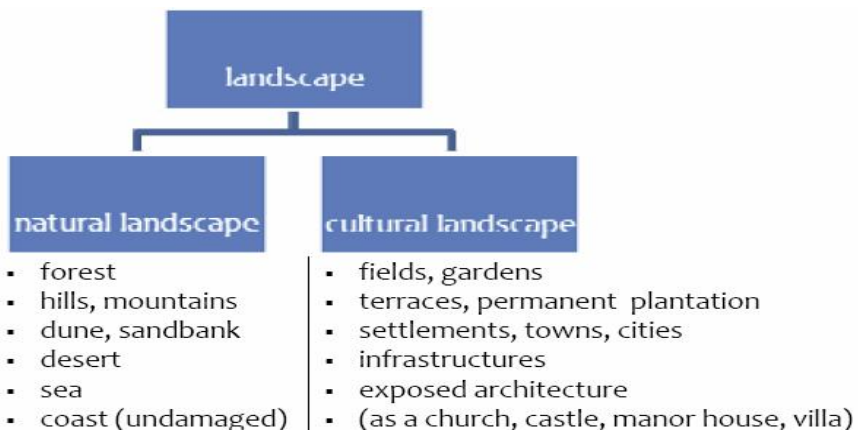 landscape
natural landscape
cultural landscape
▪ forest
▪ hills, mountains
▪ dune, sandbank
▪ desert
▪ sea
▪ coast (undamaged)
▪ fields, gardens
▪ terraces, permanent plantation
▪ settlements, towns, cities
▪ infrastructures
▪ exposed architecture
▪ (as a church, castle, manor house, villa)